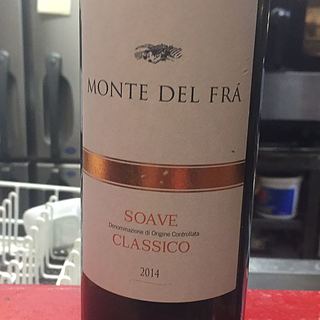 MONTE DEL FRÁ
SOAVE
Denominazione di Origine Controllata
CLASSICO
2014